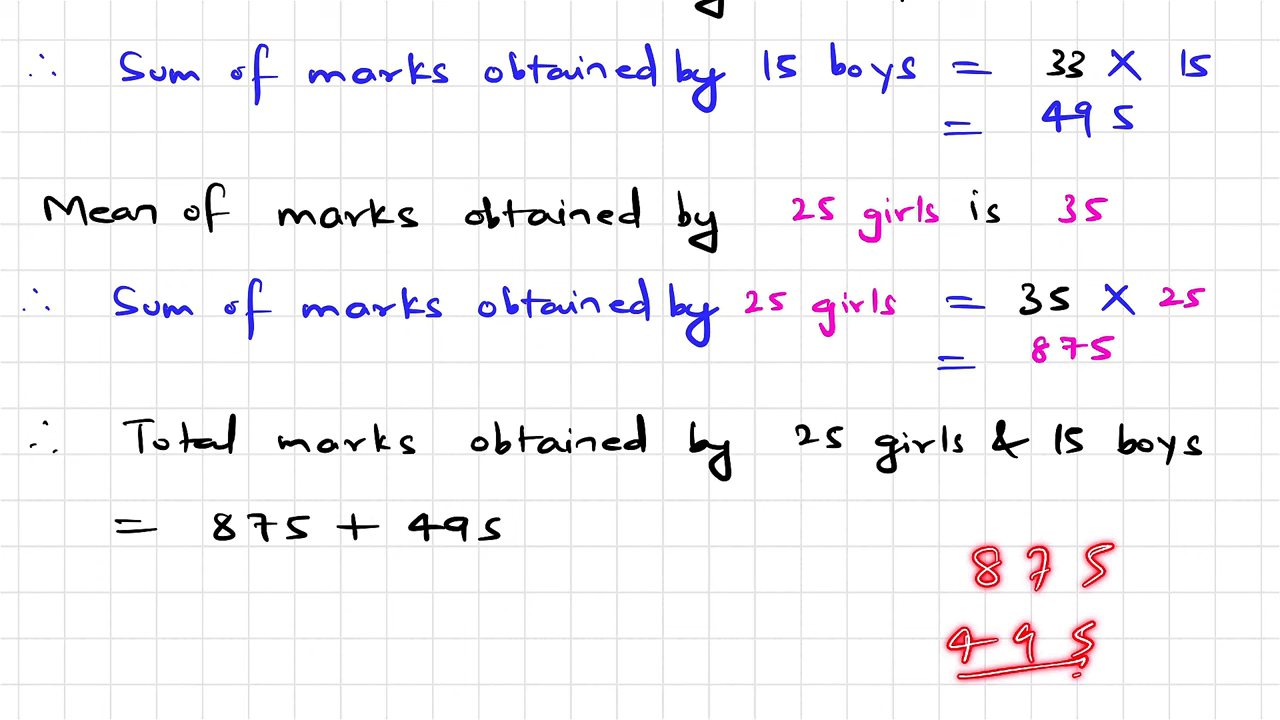 ∴ Sum of marks obtained by 15 boys = 33 × 15
= 495
Mean of marks obtained by 25 girls is 35
∴ Sum of marks obtained by 25 girls = 35 × 25
= 875
∴ Total marks obtained by 25 girls & 15 boys
= 875 + 495
875
495